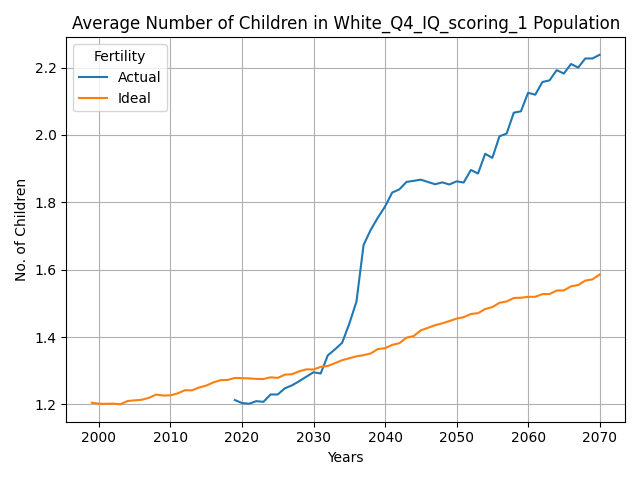 Average Number of Children in White_Q4_IQ_scoring_1 Population
Fertility
Actual
Ideal
No. of Children
2.2
2.0
1.8
1.6
1.4
1.2
2000 2010 2020 2030 2040 2050 2060 2070
Years